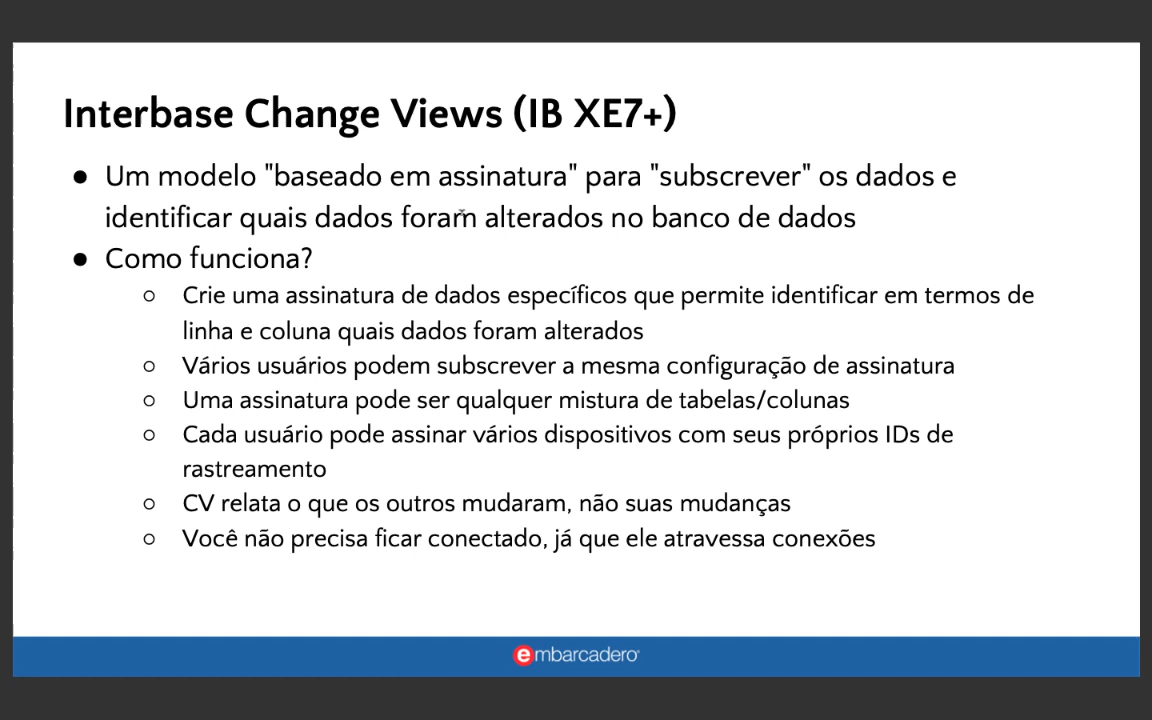 Interbase Change Views (IB XE7+)
● Um modelo "baseado em assinatura" para "subscrever" os dados e
identificar quais dados foram alterados no banco de dados
● Como funciona?
○ Crie uma assinatura de dados específicos que permite identificar em termos de
linha e coluna quais dados foram alterados
○ Vários usuários podem subscrever a mesma configuração de assinatura
○ Uma assinatura pode ser qualquer mistura de tabelas/colunas
○ Cada usuário pode assinar vários dispositivos com seus próprios IDs de
rastreamento
○ CV relata o que os outros mudaram, não suas mudanças
○ Você não precisa ficar conectado, já que ele atravessa conexões
embarcadero